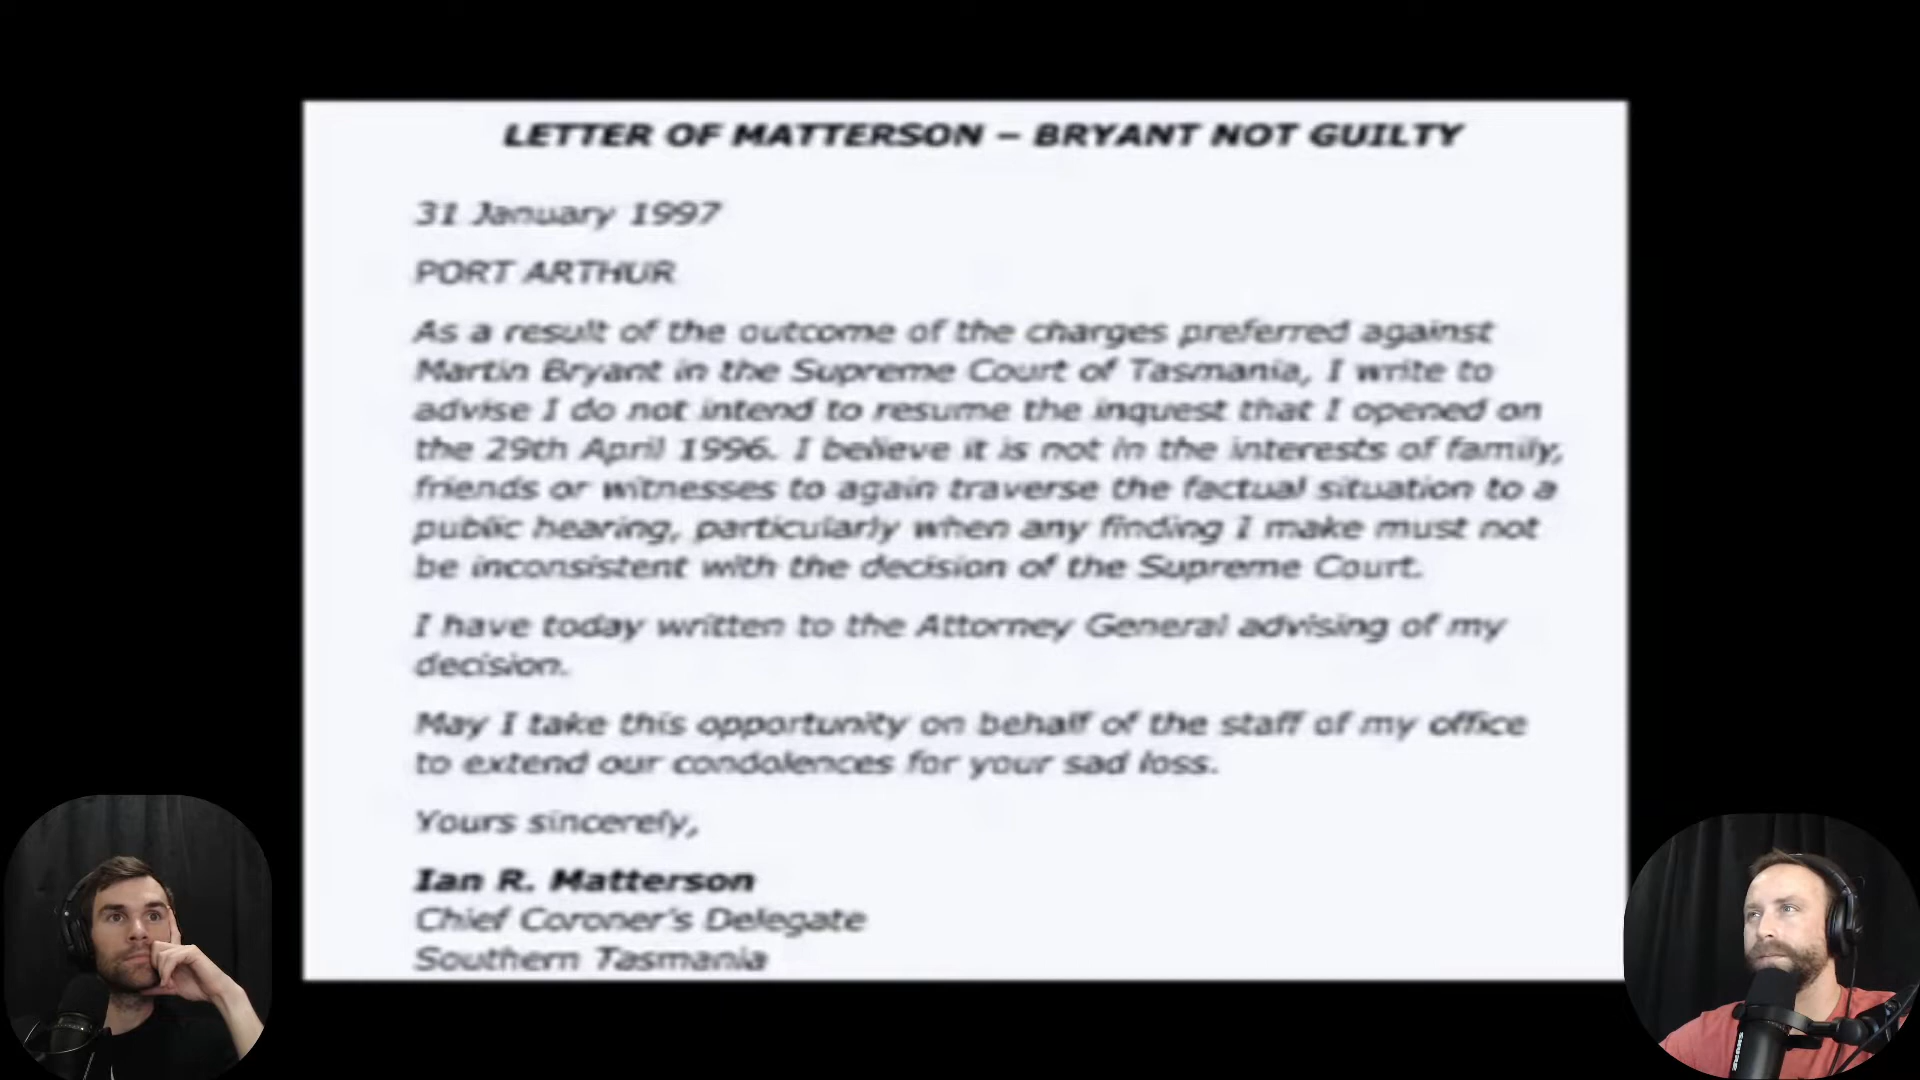 LETTER OF MATTERSON – BRYANT NOT GUILTY
31 January 1997
PORT ARTHUR
As a result of the outcome of the charges preferred against
Martin Bryant in the Supreme Court of Tasmania, I write to
advise I do not intend to resume the inquest that I opened on
the 29th April 1996. I believe it is not in the interests of family,
friends or witnesses to again traverse the factual situation to a
public hearing, particularly when any finding I make must not
be inconsistent with the decision of the Supreme Court.
I have today written to the Attorney General advising of my
decision.
May I take this opportunity on behalf of the staff of my office
to extend our condolences for your sad loss.
Yours sincerely,
Ian R. Matterson
Chief Coroner's Delegate
Southern Tasmania
SHURE